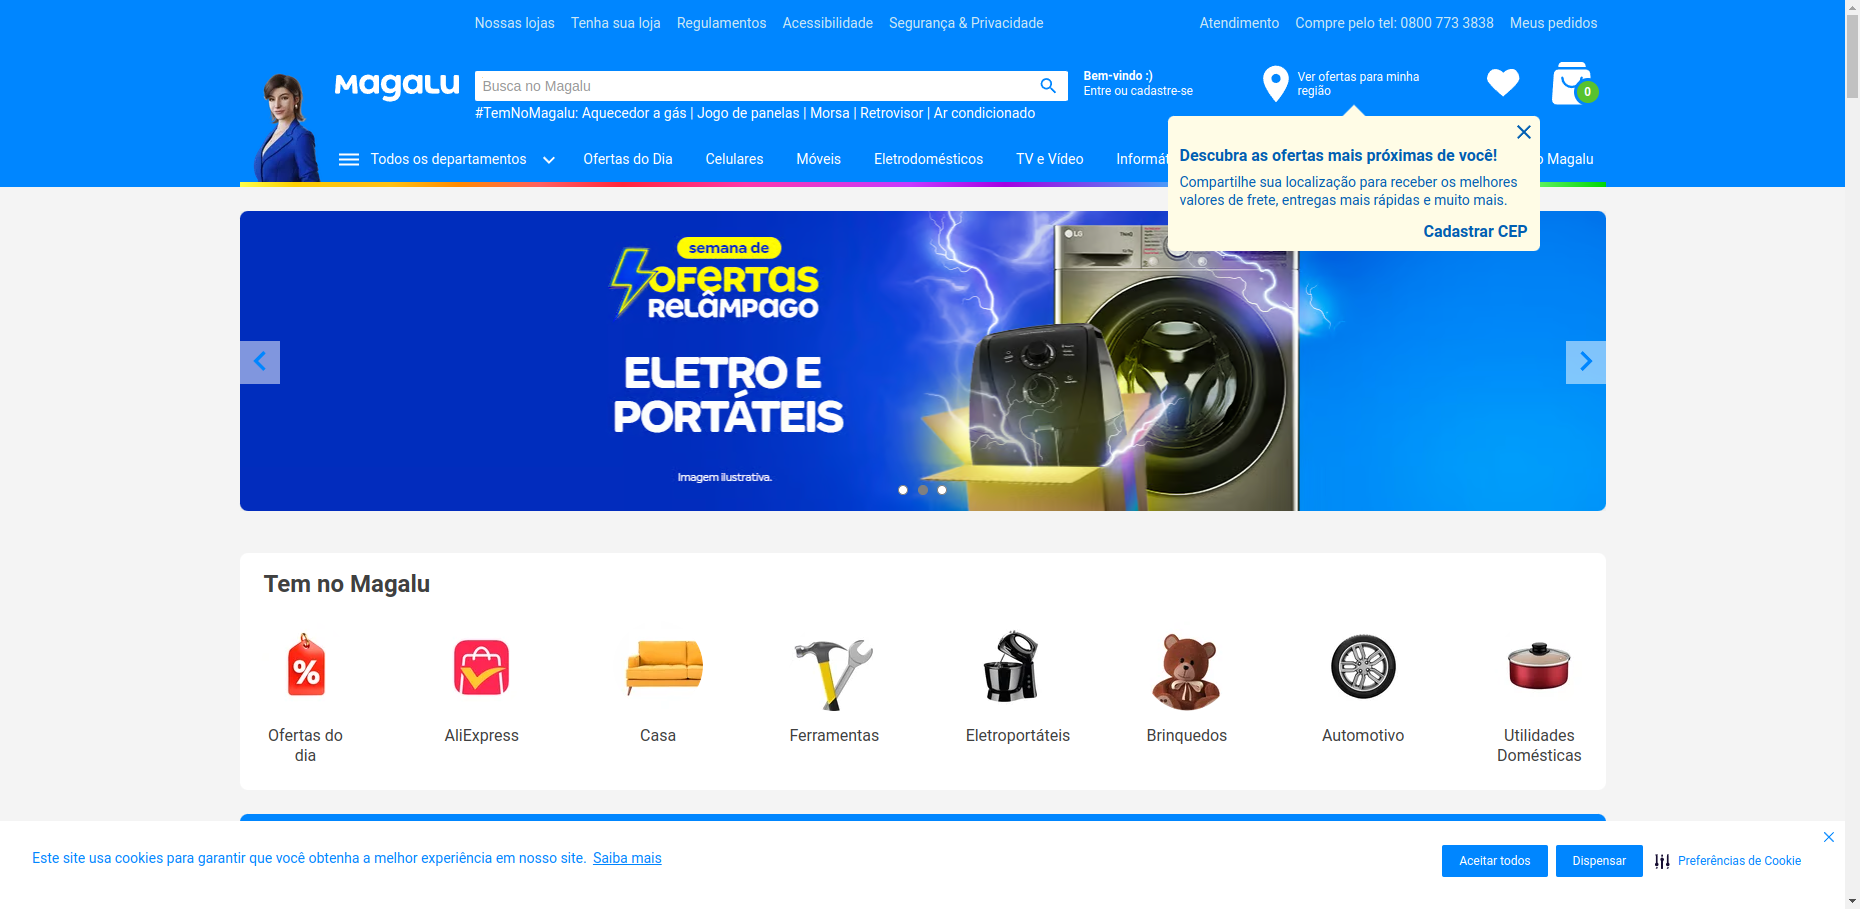 Nossas lojas Tenha sua loja Regulamentos Acessibilidade Segurança & Privacidade Atendimento Compre pelo tel: 0800 773 3838 Meus pedidos
Magalu
Busca no Magalu
Bem-vindo :)
Entre ou cadastre-se
Ver ofertas para minha
região
0
#TemNoMagalu: Aquecedor a gás | Jogo de panelas | Morsa | Retrovisor | Ar condicionado
Todos os departamentos Ofertas do Dia Celulares Móveis Eletrodomésticos TV e Vídeo Informát Magalu
Descubra as ofertas mais próximas de você!
Compartilhe sua localização para receber os melhores
valores de frete, entregas mais rápidas e muito mais.
Cadastrar CEP
semana de
OFERTAS
RELÂMPAGO
ELETRO E
PORTÁTEIS
Imagem ilustrativa.
LG
ThinQ
Tem no Magalu
%
Ofertas do
dia
AliExpress
Casa
Ferramentas
Eletroportáteis
Brinquedos
Automotivo
Utilidades
Domésticas
Este site usa cookies para garantir que você obtenha a melhor experiência em nosso site. Saiba mais
Aceitar todos
Dispensar
Preferências de Cookie